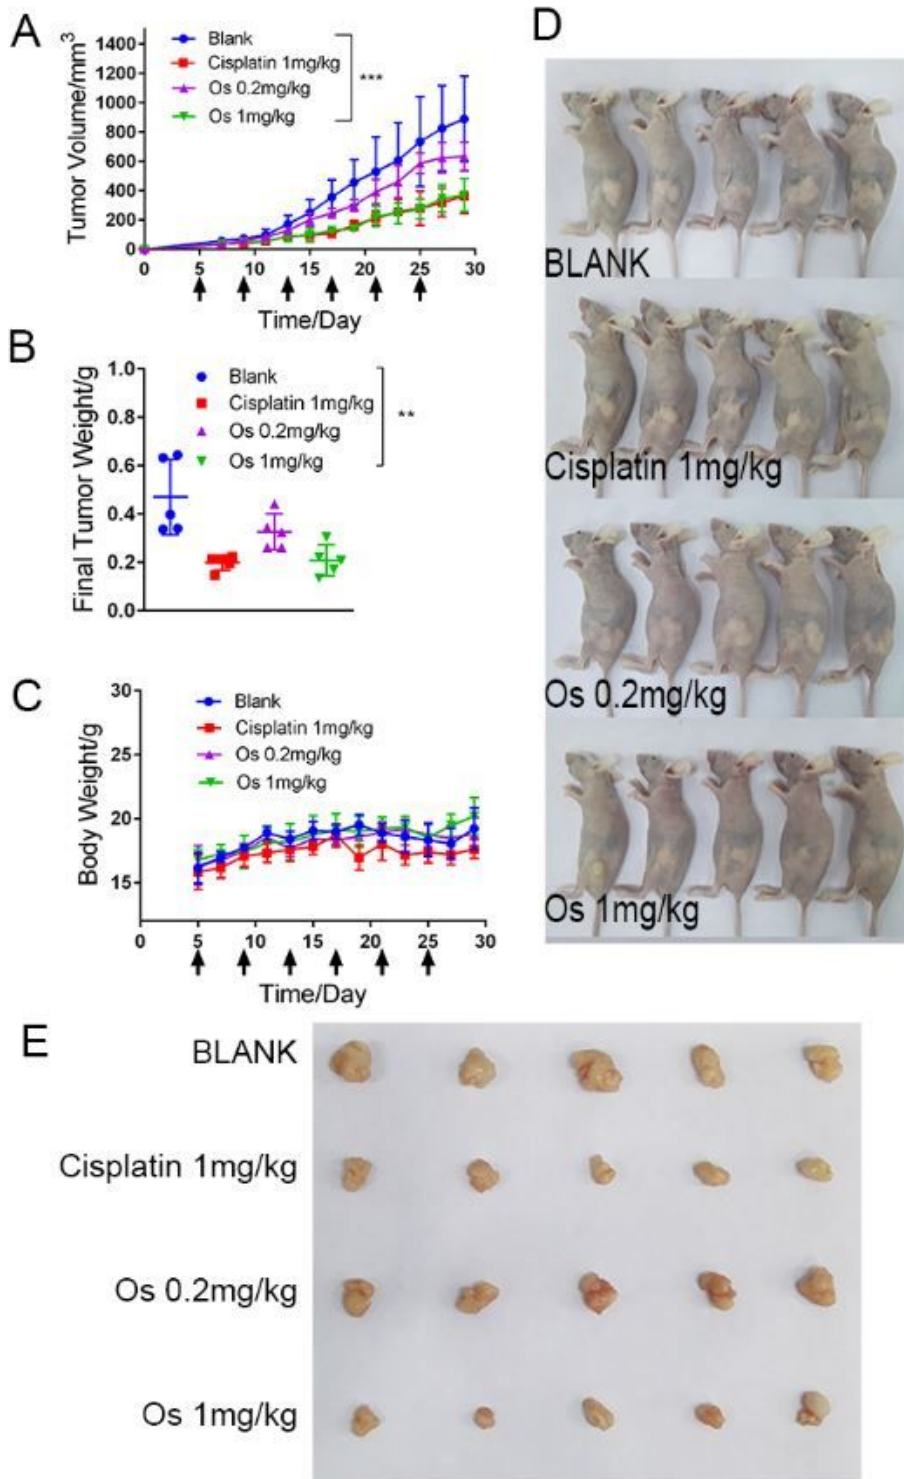 A
Tumor Volume/mm³
1400
1200
1000
800
600
400
200
0
Blank
Cisplatin 1mg/kg
Os 0.2mg/kg
Os 1mg/kg
***
0 5 10 15 20 25 30
Time/Day
B
Final Tumor Weight/g
1.0
0.8
0.6
0.4
0.2
0.0
Blank
Cisplatin 1mg/kg
Os 0.2mg/kg
Os 1mg/kg
**
C
Body Weight/g
30
25
20
15
Blank
Cisplatin 1mg/kg
Os 0.2mg/kg
Os 1mg/kg
0 5 10 15 20 25 30
Time/Day
D
BLANK
Cisplatin 1mg/kg
Os 0.2mg/kg
Os 1mg/kg
E
BLANK
Cisplatin 1mg/kg
Os 0.2mg/kg
Os 1mg/kg